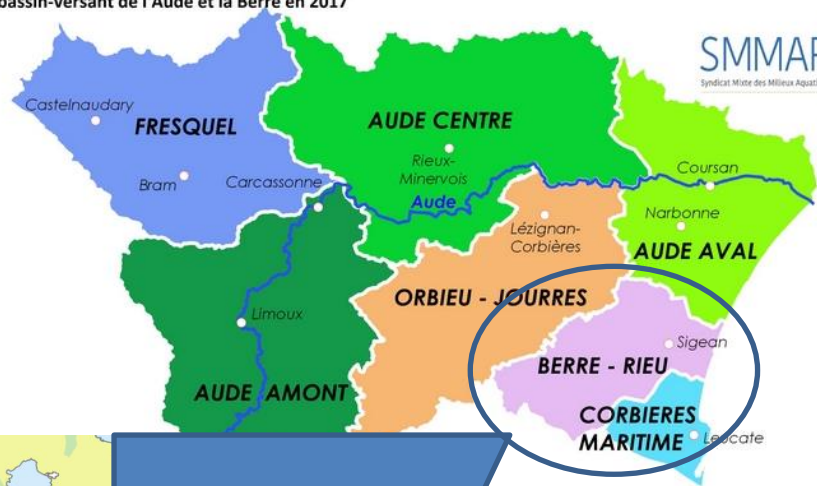 bassin-versant de l'Aude et la Berre en 2017
SMMAR
Syndicat Mixte des Milieux Aquati
Castelnaudary
FRESQUEL
AUDE CENTRE
Bram
Carcassonne
Rieux-
Minervois
Aude
Coursan
Lézignan-
Corbières
Narbonne
AUDE AVAL
ORBIEU - JOURRES
Limoux
Sigean
BERRE - RIEU
AUDE AMONT
CORBIERES
MARITIME
Leucate